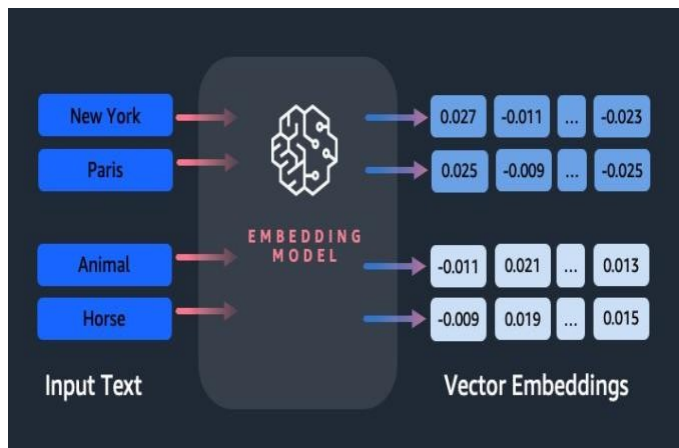 New York
0.027 -0.011 ... -0.023
Paris
0.025 -0.009 ... -0.025
EMBEDDING
MODEL
Animal
-0.011 0.021 ... 0.013
Horse
-0.009 0.019 ... 0.015
Input Text
Vector Embeddings